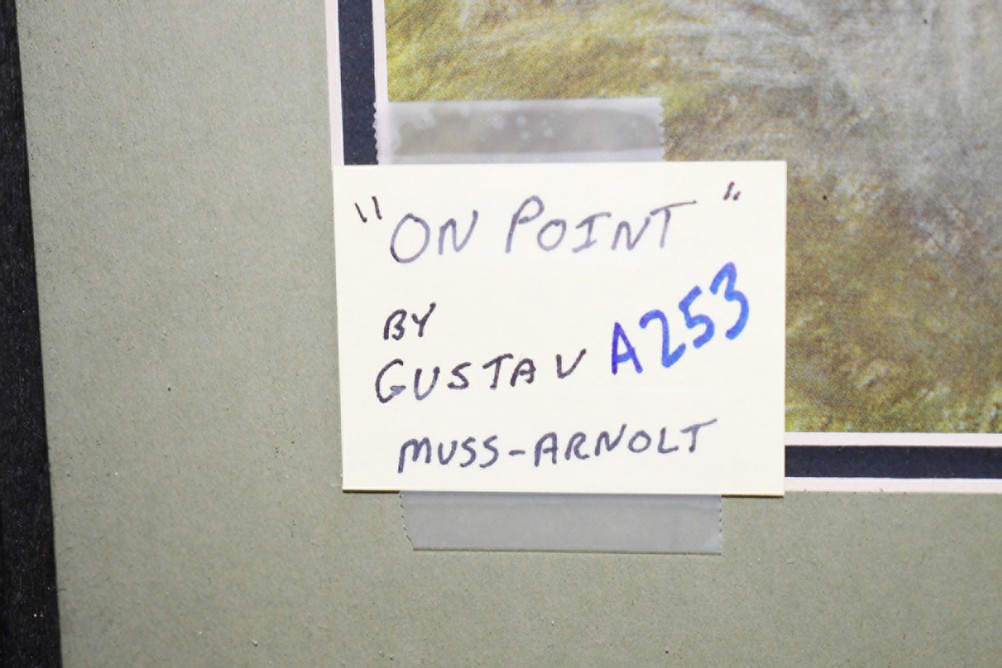 "ON POINT"
BY
GUSTAV A253
MUSS-ARNOLT